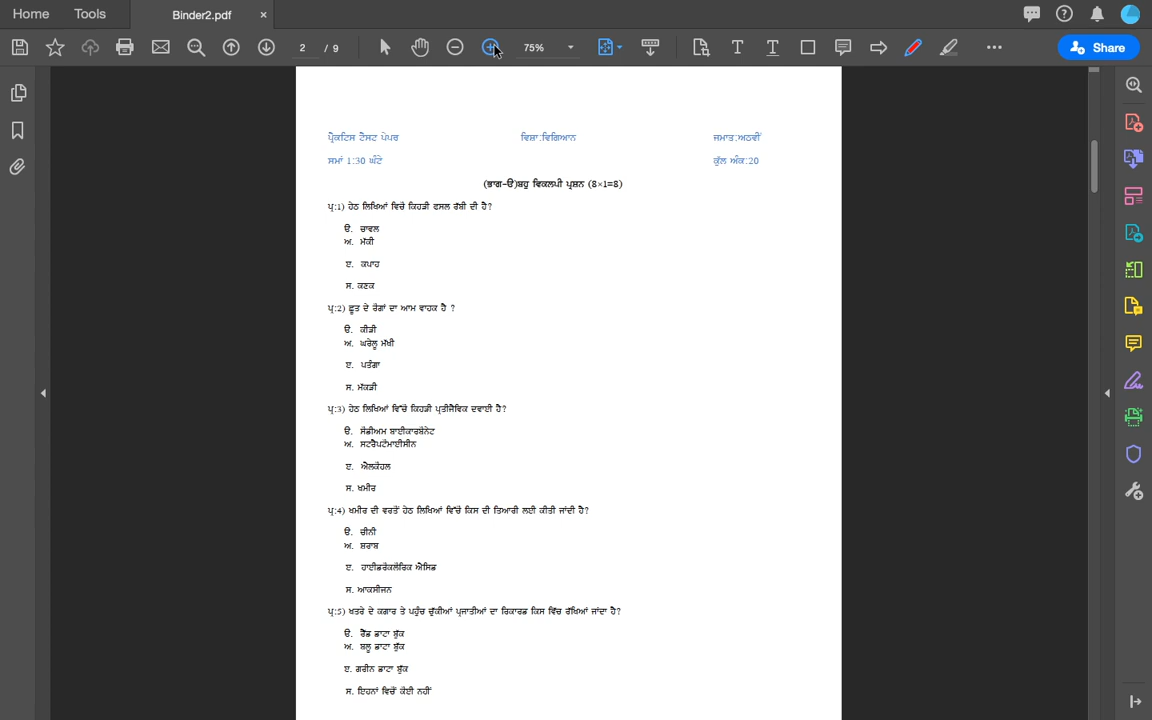 Home Tools Binder2.pdf ×
2 / 9 75% Share
ਪ੍ਰੈਕਟਿਸ ਟੈਸਟ ਪੇਪਰ ਵਿਸ਼ਾ:ਵਿਗਿਆਨ ਜਮਾਤ:ਅਠਵੀਂ
ਸਮਾਂ 1:30 ਘੰਟੇ ਕੁੱਲ ਅੰਕ:20
(ਭਾਗ-ੳ)ਬਹੁ ਵਿਕਲਪੀ ਪ੍ਰਸ਼ਨ (8×1=8)
ਪ੍ਰ:1) ਹੇਠ ਲਿਖਿਆਂ ਵਿਚੋਂ ਕਿਹੜੀ ਫਸਲ ਰੱਬੀ ਦੀ ਹੈ?
ੳ. ਚਾਵਲ
ਅ. ਮੱਕੀ
ੲ. ਕਪਾਹ
ਸ. ਕਣਕ
ਪ੍ਰ:2) ਛੂਤ ਦੇ ਰੋਗਾਂ ਦਾ ਆਮ ਵਾਹਕ ਹੈ ?
ੳ. ਕੀੜੀ
ਅ. ਘਰੇਲੂ ਮੱਖੀ
ੲ. ਪਤੰਗਾ
ਸ. ਮੱਕੜੀ
ਪ੍ਰ:3) ਹੇਠ ਲਿਖਿਆਂ ਵਿੱਚੋਂ ਕਿਹੜੀ ਪ੍ਰਤੀਜੈਵਿਕ ਦਵਾਈ ਹੈ?
ੳ. ਸੋਡੀਅਮ ਬਾਈਕਾਰਬੋਨੇਟ
ਅ. ਸਟਰੈਪਟੋਮਾਈਸੀਨ
ੲ. ਐਲਕੋਹਲ
ਸ. ਖਮੀਰ
ਪ੍ਰ:4) ਖਮੀਰ ਦੀ ਵਰਤੋਂ ਹੇਠ ਲਿਖਿਆਂ ਵਿੱਚੋਂ ਕਿਸ ਦੀ ਤਿਆਰੀ ਲਈ ਕੀਤੀ ਜਾਂਦੀ ਹੈ?
ੳ. ਚੀਨੀ
ਅ. ਸ਼ਰਾਬ
ੲ. ਹਾਈਡਰੋਕਲੋਰਿਕ ਐਸਿਡ
ਸ. ਆਕਸੀਜਨ
ਪ੍ਰ:5) ਖਤਰੇ ਦੇ ਕਗਾਰ ਤੇ ਪਹੁੰਚ ਚੁੱਕੀਆਂ ਪ੍ਰਜਾਤੀਆਂ ਦਾ ਰਿਕਾਰਡ ਕਿਸ ਵਿੱਚ ਰੱਖਿਆਂ ਜਾਂਦਾ ਹੈ?
ੳ. ਰੈੱਡ ਡਾਟਾ ਬੁੱਕ
ਅ. ਬਲੂ ਡਾਟਾ ਬੁੱਕ
ੲ. ਗਰੀਨ ਡਾਟਾ ਬੁੱਕ
ਸ. ਇਹਨਾਂ ਵਿਚੋਂ ਕੋਈ ਨਹੀਂ